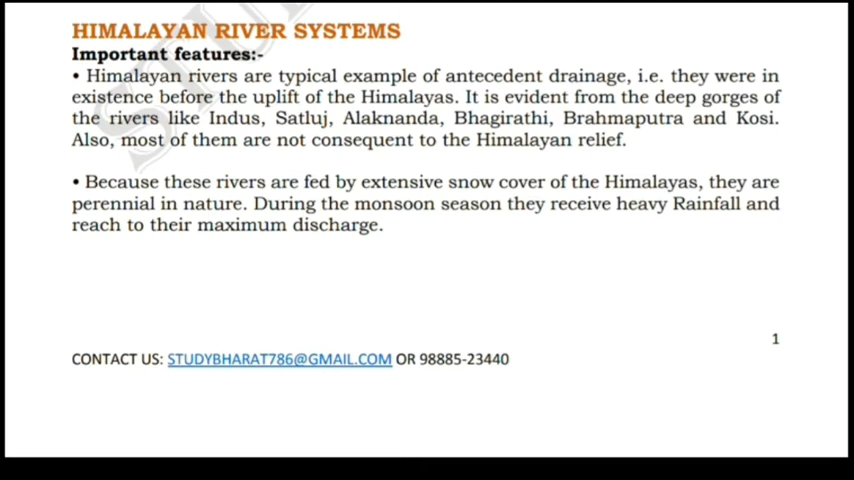 HIMALAYAN RIVER SYSTEMS
Important features:-
• Himalayan rivers are typical example of antecedent drainage, i.e. they were in
existence before the uplift of the Himalayas. It is evident from the deep gorges of
the rivers like Indus, Satluj, Alaknanda, Bhagirathi, Brahmaputra and Kosi.
Also, most of them are not consequent to the Himalayan relief.
• Because these rivers are fed by extensive snow cover of the Himalayas, they are
perennial in nature. During the monsoon season they receive heavy Rainfall and
reach to their maximum discharge.
1
CONTACT US: STUDYBHARAT786@GMAIL.COM OR 98885-23440